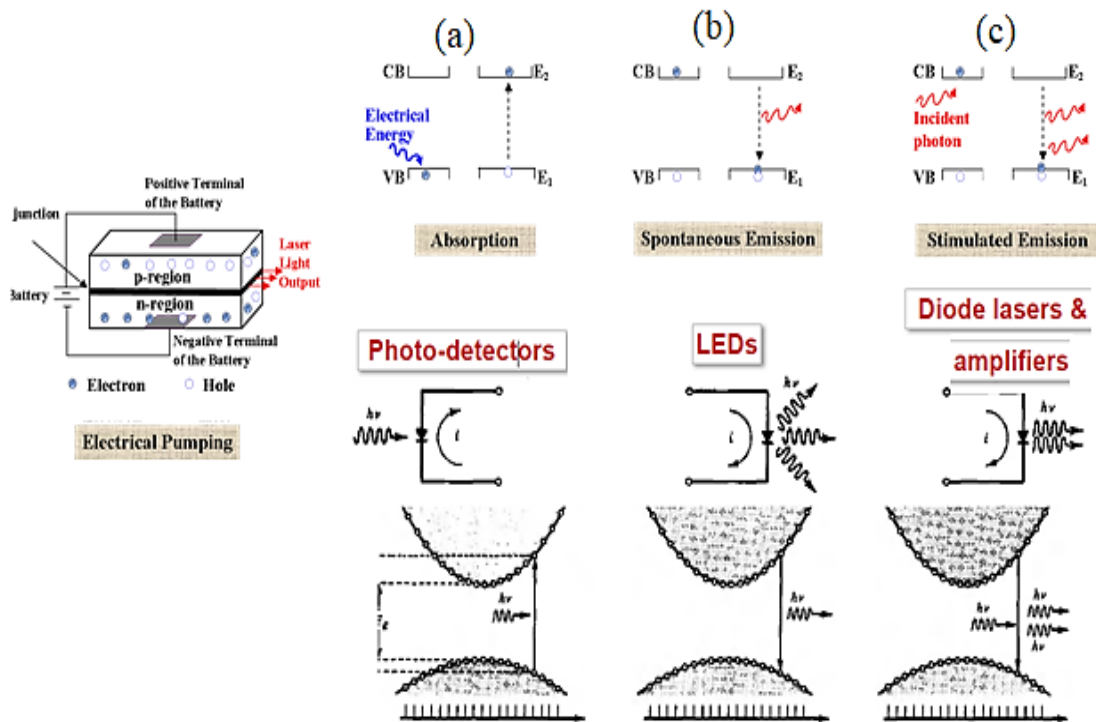 (a)
(b)
(c)
CB
E₂
Electrical
Energy
VB
E₁
Absorption
CB
E₂
VB
E₁
Spontaneous Emission
CB
E₂
Incident
photon
VB
E₁
Stimulated Emission
Positive Terminal
of the Battery
junction
Laser
Light
Output
p-region
n-region
Battery
Negative Terminal
of the Battery
Electron
Hole
Electrical Pumping
Photo-detectors
LEDs
Diode lasers &
amplifiers
hν
i
hν
i
hν
i
hν
hν
hν
hν
hν